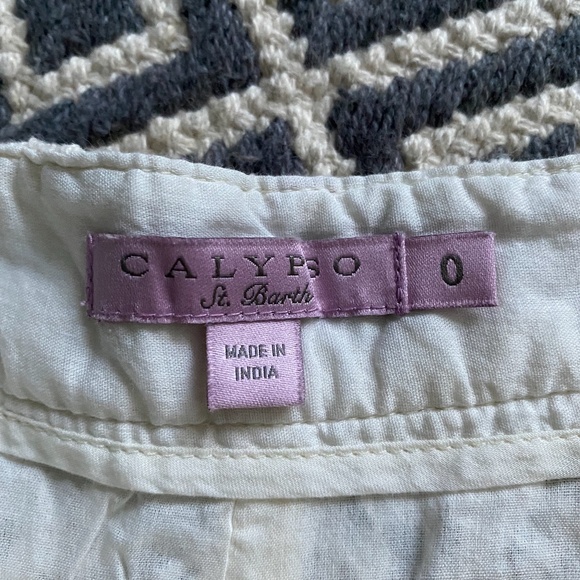 CALYPSO 0
St. Barth
MADE IN
INDIA